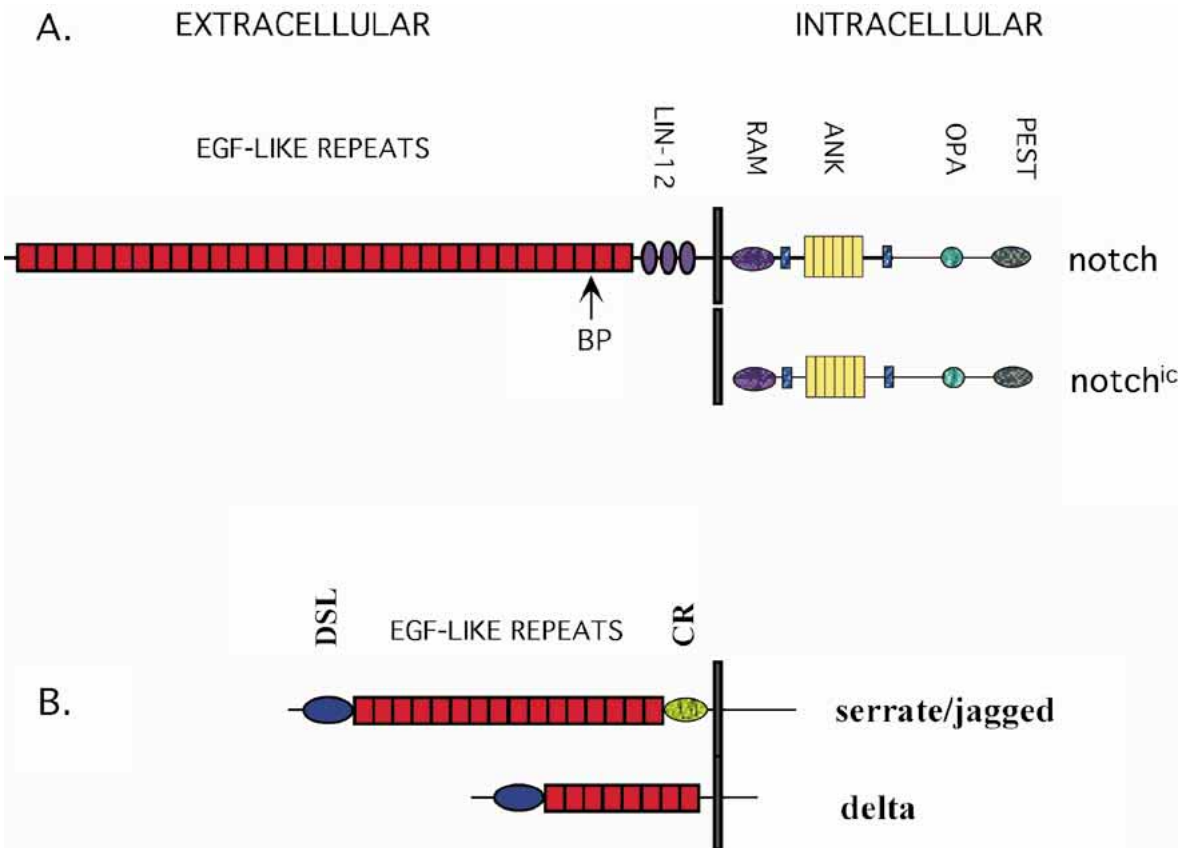 A. EXTRACELLULAR INTRACELLULAR
EGF-LIKE REPEATS LIN-12 RAM ANK OPA PEST
notch
BP
notchic
DSL EGF-LIKE REPEATS CR
B. serrate/jagged
delta